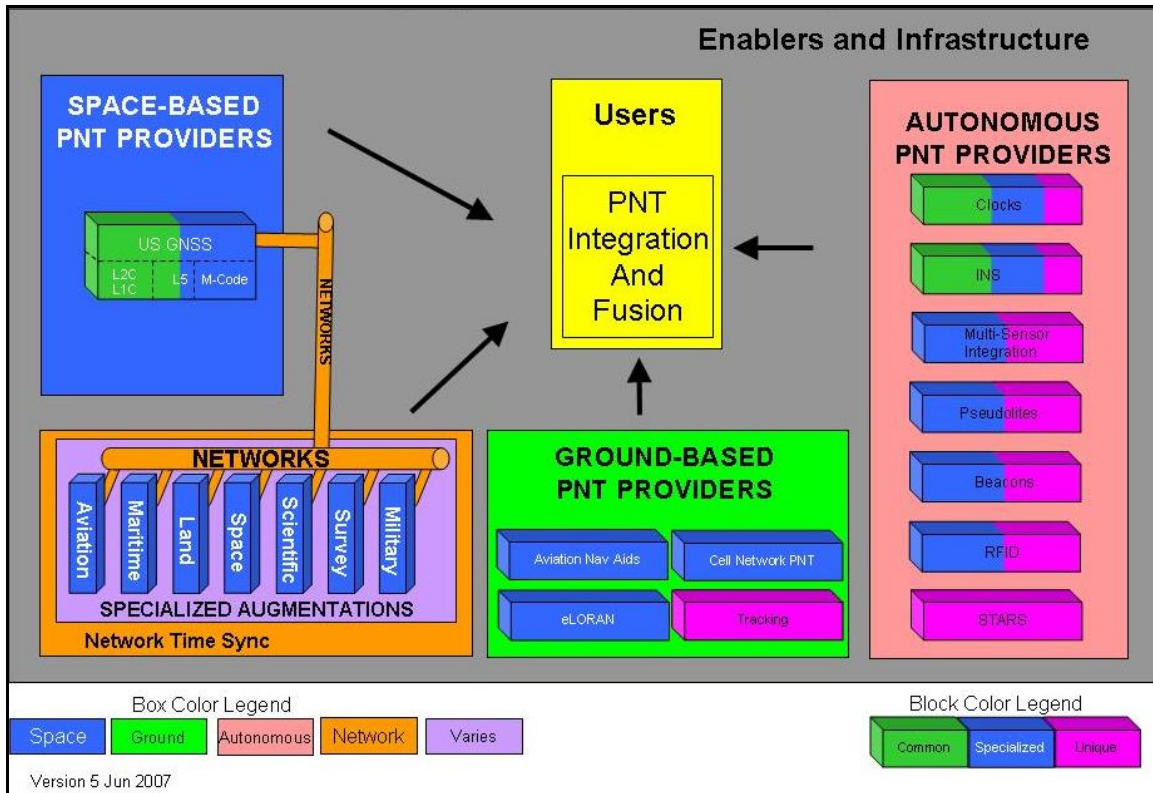 Enablers and Infrastructure
SPACE-BASED
PNT PROVIDERS
US GNSS
L2C
L1C
L5
M-Code
NETWORKS
Users
PNT
Integration
And
Fusion
AUTONOMOUS
PNT PROVIDERS
Clocks
INS
Multi-Sensor
Integration
Pseudolites
Beacons
RFID
STARS
NETWORKS
Aviation
Maritime
Land
Space
Scientific
Survey
Military
SPECIALIZED AUGMENTATIONS
Network Time Sync
GROUND-BASED
PNT PROVIDERS
Aviation Nav Aids
Cell Network PNT
eLORAN
Tracking
Box Color Legend
Space
Ground
Autonomous
Network
Varies
Block Color Legend
Common
Specialized
Unique
Version 5 Jun 2007